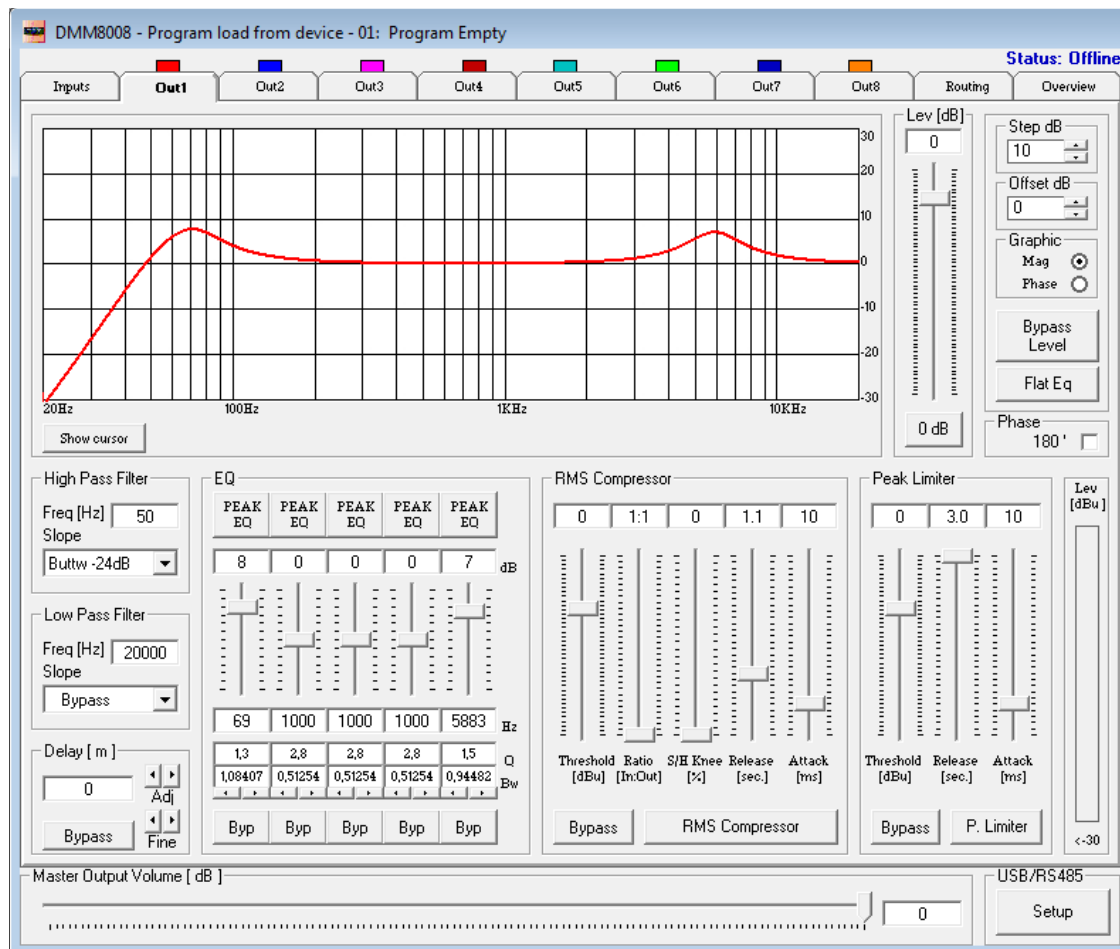 DMM8008 - Program load from device - 01: Program Empty
Status: Offline
Inputs Out1 Out2 Out3 Out4 Out5 Out6 Out7 Out8 Routing Overview
30
20
10
0
-10
-20
-30
20Hz 100Hz 1KHz 10KHz
Show cursor
Lev [dB]
0
0 dB
Step dB
10
Offset dB
0
Graphic
Mag
Phase
Bypass
Level
Flat Eq
Phase
180 '
High Pass Filter
Freq [Hz] 50
Slope
Buttw -24dB
Low Pass Filter
Freq [Hz] 20000
Slope
Bypass
Delay [ m ]
0
Adj
Bypass
Fine
EQ
PEAK EQ PEAK EQ PEAK EQ PEAK EQ PEAK EQ
8 0 0 0 7 dB
69 1000 1000 1000 5883 Hz
1,3 2,8 2,8 2,8 1,5 Q
1,08407 0,51254 0,51254 0,51254 0,94482 Bw
Byp Byp Byp Byp Byp
RMS Compressor
0 1:1 0 1.1 10
Threshold Ratio S/H Knee Release Attack
[dBu] [In:Out] [%] [sec.] [ms]
Bypass RMS Compressor
Peak Limiter
0 3.0 10
Threshold Release Attack
[dBu] [sec.] [ms]
Bypass P. Limiter
Lev
[dBu]
<-30
Master Output Volume [ dB ]
0
USB/RS485
Setup